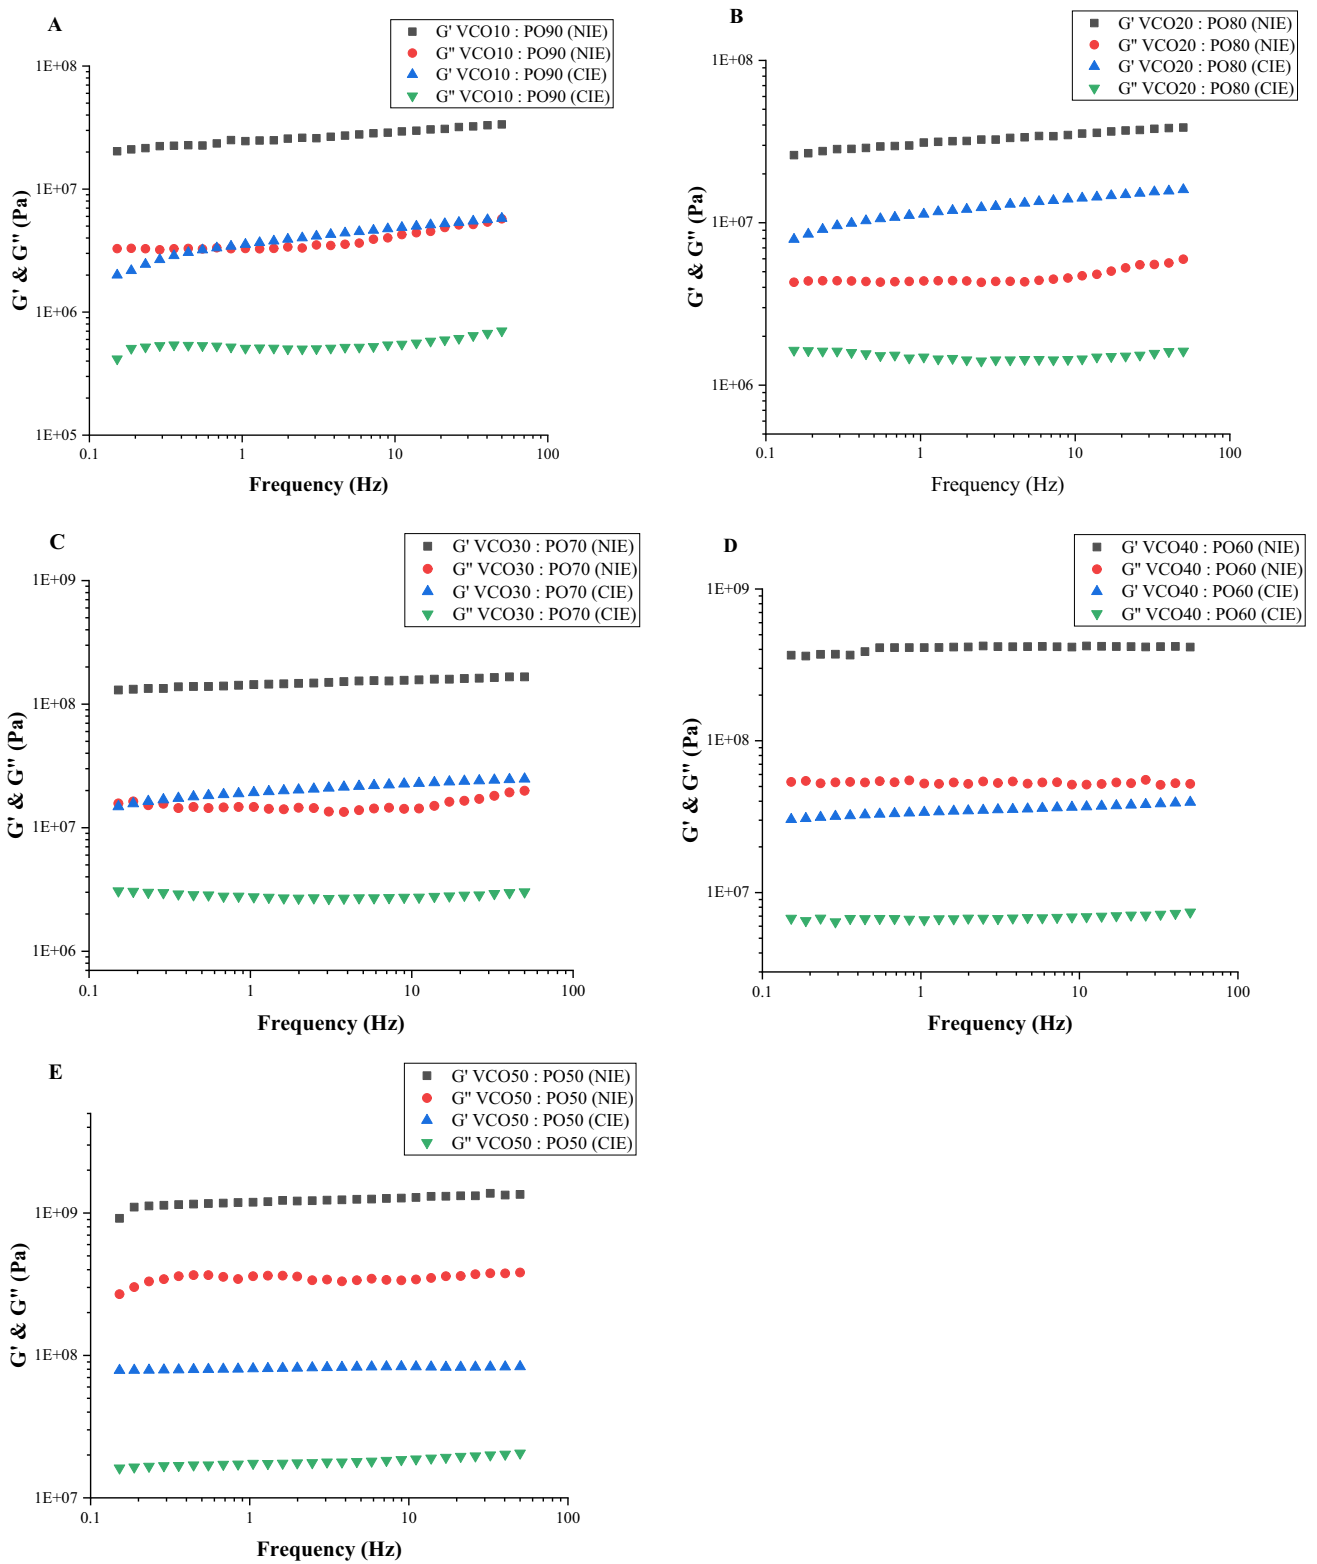 A
G' VCO10 : PO90 (NIE)
G" VCO10 : PO90 (NIE)
G' VCO10 : PO90 (CIE)
G" VCO10 : PO90 (CIE)
1E+08
1E+07
1E+06
1E+05
G' & G" (Pa)
0.1
1
10
100
Frequency (Hz)
B
G' VCO20 : PO80 (NIE)
G" VCO20 : PO80 (NIE)
G' VCO20 : PO80 (CIE)
G" VCO20 : PO80 (CIE)
1E+08
1E+07
1E+06
G' & G" (Pa)
0.1
1
10
100
Frequency (Hz)
C
G' VCO30 : PO70 (NIE)
G" VCO30 : PO70 (NIE)
G' VCO30 : PO70 (CIE)
G" VCO30 : PO70 (CIE)
1E+09
1E+08
1E+07
1E+06
G' & G" (Pa)
0.1
1
10
100
Frequency (Hz)
D
G' VCO40 : PO60 (NIE)
G" VCO40 : PO60 (NIE)
G' VCO40 : PO60 (CIE)
G" VCO40 : PO60 (CIE)
1E+09
1E+08
1E+07
G' & G" (Pa)
0.1
1
10
100
Frequency (Hz)
E
G' VCO50 : PO50 (NIE)
G" VCO50 : PO50 (NIE)
G' VCO50 : PO50 (CIE)
G" VCO50 : PO50 (CIE)
1E+09
1E+08
1E+07
G' & G" (Pa)
0.1
1
10
100
Frequency (Hz)